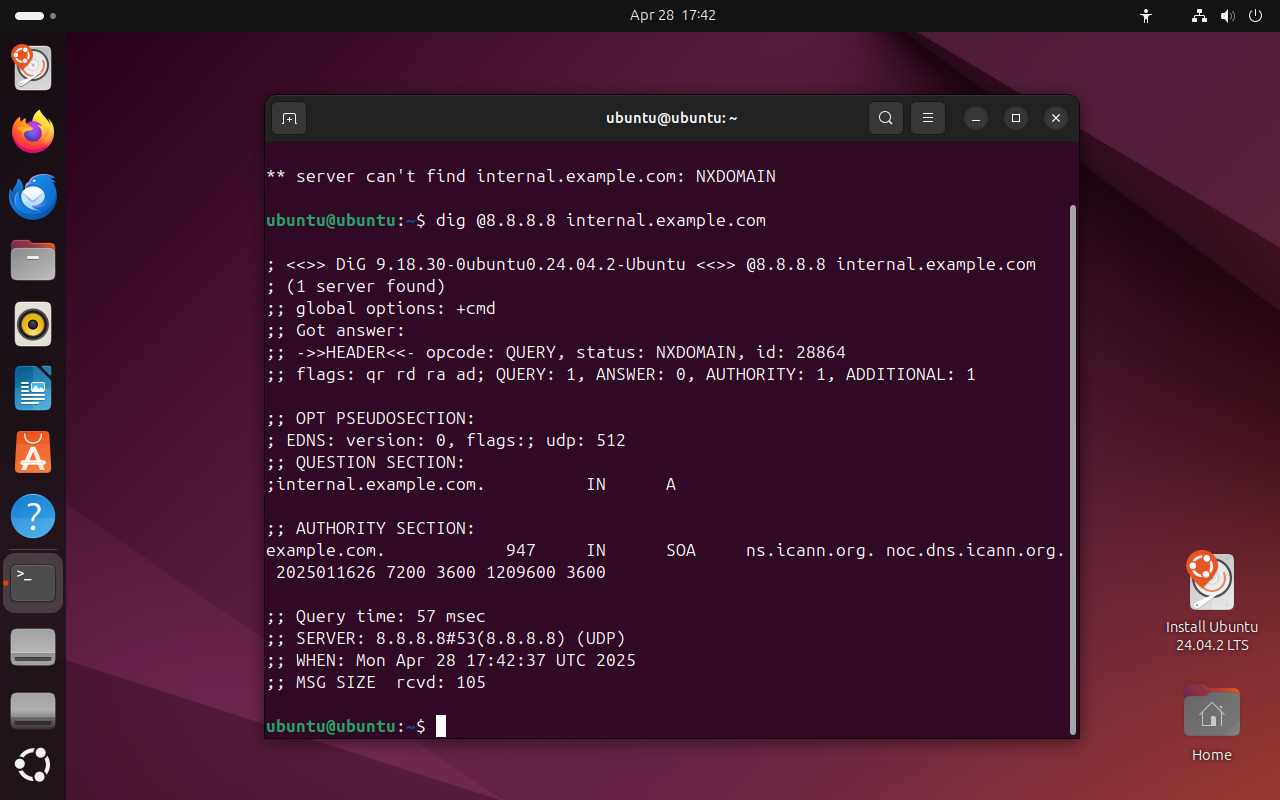 Apr 28 17:42
ubuntu@ubuntu: ~
** server can't find internal.example.com: NXDOMAIN
ubuntu@ubuntu:~$ dig @8.8.8.8 internal.example.com
; <<>> DiG 9.18.30-0ubuntu0.24.04.2-Ubuntu <<>> @8.8.8.8 internal.example.com
; (1 server found)
;; global options: +cmd
;; Got answer:
;; ->>HEADER<<- opcode: QUERY, status: NXDOMAIN, id: 28864
;; flags: qr rd ra ad; QUERY: 1, ANSWER: 0, AUTHORITY: 1, ADDITIONAL: 1
;; OPT PSEUDOSECTION:
; EDNS: version: 0, flags:; udp: 512
;; QUESTION SECTION:
;internal.example.com. IN A
;; AUTHORITY SECTION:
example.com. 947 IN SOA ns.icann.org. noc.dns.icann.org.
2025011626 7200 3600 1209600 3600
;; Query time: 57 msec
;; SERVER: 8.8.8.8#53(8.8.8.8) (UDP)
;; WHEN: Mon Apr 28 17:42:37 UTC 2025
;; MSG SIZE rcvd: 105
ubuntu@ubuntu:~$
Install Ubuntu
24.04.2 LTS
Home